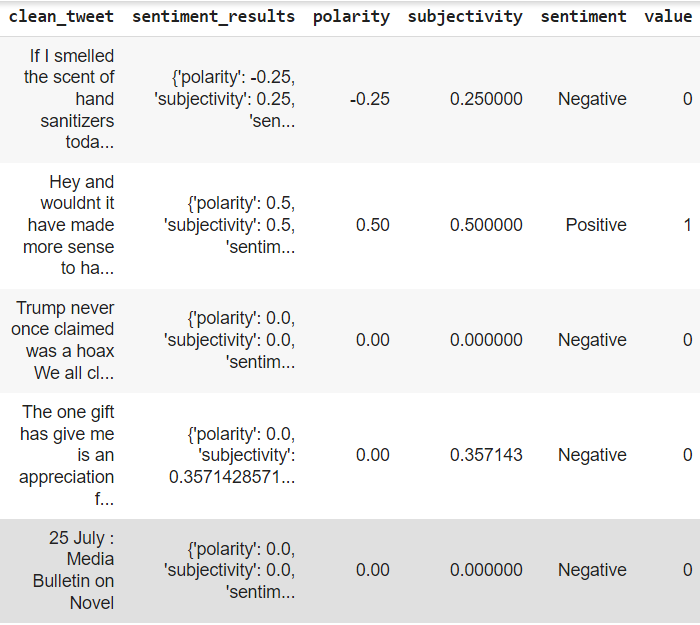 clean_tweet sentiment_results polarity subjectivity sentiment value
If I smelled
the scent of
hand
sanitizers
toda...
{'polarity': -0.25,
'subjectivity': 0.25,
'sen...
-0.25 0.250000 Negative 0
Hey and
wouldnt it
have made
more sense
to ha...
{'polarity': 0.5,
'subjectivity': 0.5,
'sentim...
0.50 0.500000 Positive 1
Trump never
once claimed
was a hoax
We all cl...
{'polarity': 0.0,
'subjectivity': 0.0,
'sentim...
0.00 0.000000 Negative 0
The one gift
has give me
is an
appreciation
f...
{'polarity': 0.0,
'subjectivity':
0.3571428571...
0.00 0.357143 Negative 0
25 July :
Media
Bulletin on
Novel
{'polarity': 0.0,
'subjectivity': 0.0,
'sentim...
0.00 0.000000 Negative 0